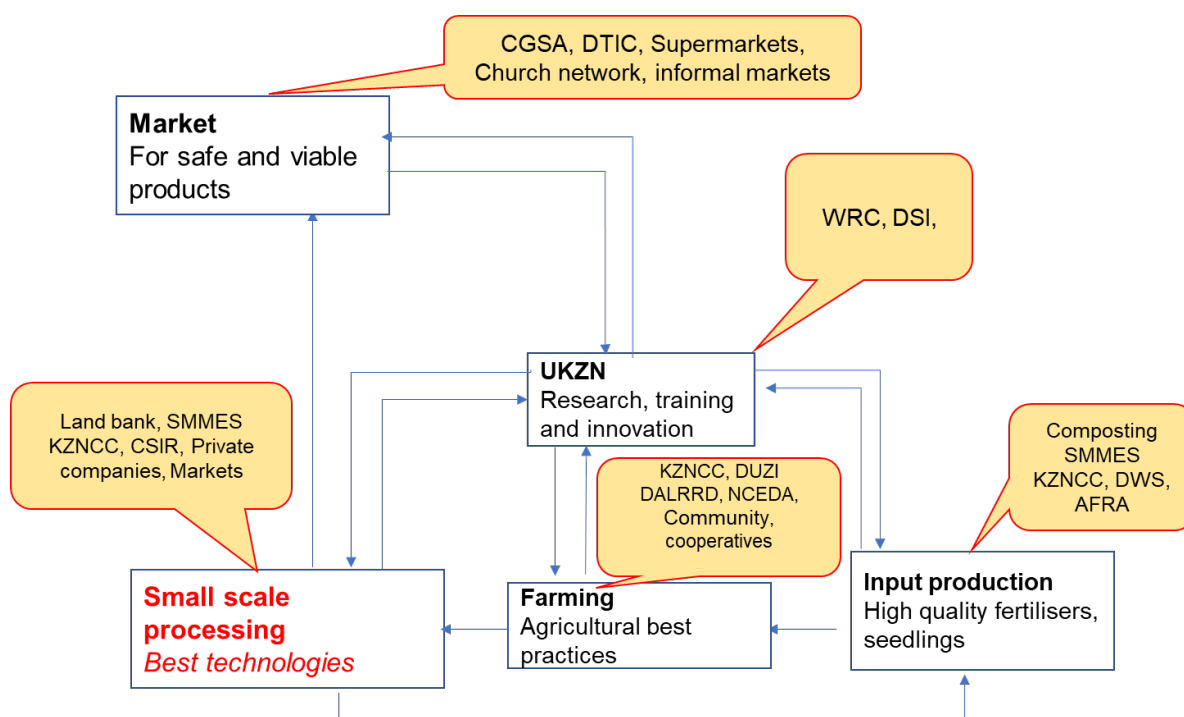 CGSA, DTIC, Supermarkets,
Church network, informal markets
Market
For safe and viable
products
WRC, DSI,
UKZN
Research, training
and innovation
Land bank, SMMES
KZNCC, CSIR, Private
companies, Markets
KZNCC, DUZI
DALRRD, NCEDA,
Community,
cooperatives
Composting
SMMES
KZNCC, DWS,
AFRA
Small scale
processing
Best technologies
Farming
Agricultural best
practices
Input production
High quality fertilisers,
seedlings